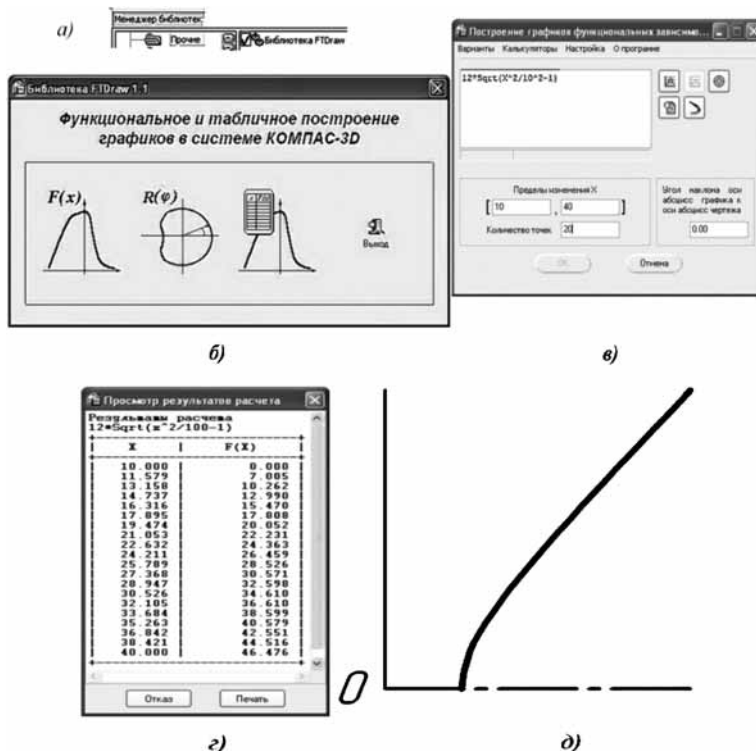 а)
Менеджер библиотек
Прочие
Библиотека FTDraw
Библиотека FTDraw 1.1
Функциональное и табличное построение
графиков в системе КОМПАС-3D
F(x)
R(φ)
Выход
б)
Построение графиков функциональных зависимо...
Варианты Калькуляторы Настройка О программе
12*Sqrt(X^2/10^2-1)
Пределы изменения X
[ 10 , 40 ]
Количество точек 20
Угол наклона оси
абсцисс графика к
оси абсцисс чертежа
0.00
OK Отмена
в)
Просмотр результатов расчета
Результаты расчета
12*Sqrt(x^2/100-1)
X F(X)
10.000 0.000
11.579 7.005
13.158 10.262
14.737 12.990
16.316 15.470
17.895 17.808
19.474 20.052
21.053 22.231
22.632 24.363
24.211 26.459
25.789 28.526
27.368 30.571
28.947 32.598
30.526 34.610
32.105 36.610
33.684 38.599
35.263 40.579
36.842 42.551
38.421 44.516
40.000 46.476
Отказ Печать
г)
0
д)